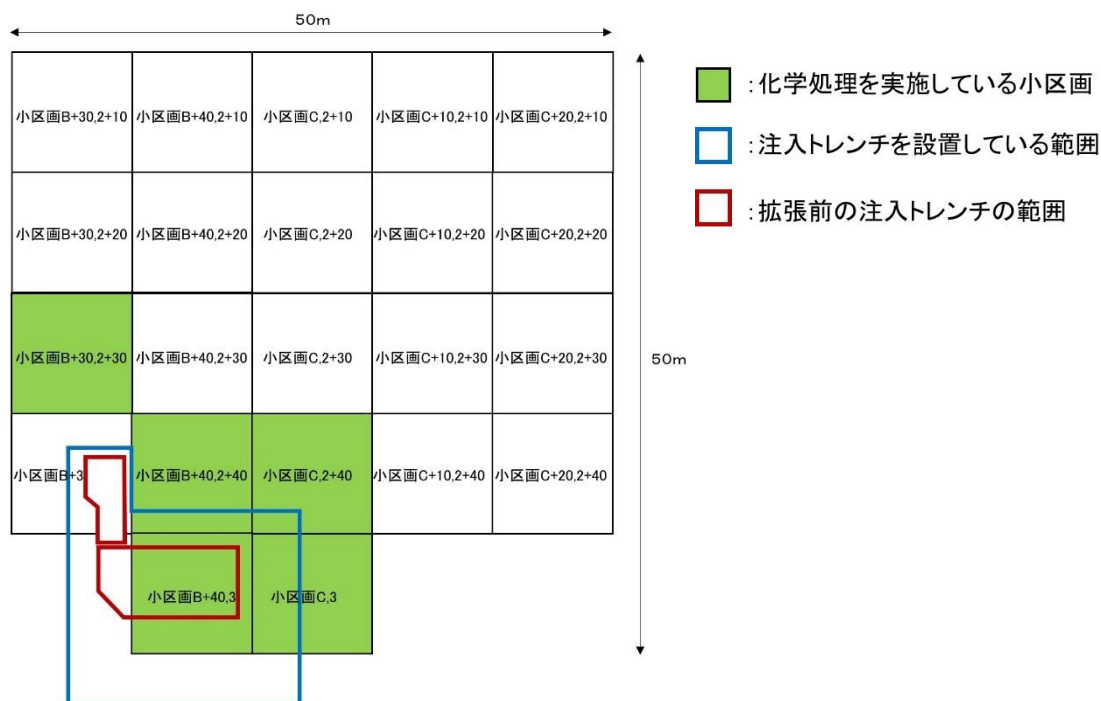 50m
小区画B+30,2+10 小区画B+40,2+10 小区画C,2+10 小区画C+10,2+10 小区画C+20,2+10
小区画B+30,2+20 小区画B+40,2+20 小区画C,2+20 小区画C+10,2+20 小区画C+20,2+20
小区画B+30,2+30 小区画B+40,2+30 小区画C,2+30 小区画C+10,2+30 小区画C+20,2+30
小区画B+3 小区画B+40,2+40 小区画C,2+40 小区画C+10,2+40 小区画C+20,2+40
小区画B+40,3 小区画C,3
50m
:化学処理を実施している小区画
:注入トレンチを設置している範囲
:拡張前の注入トレンチの範囲